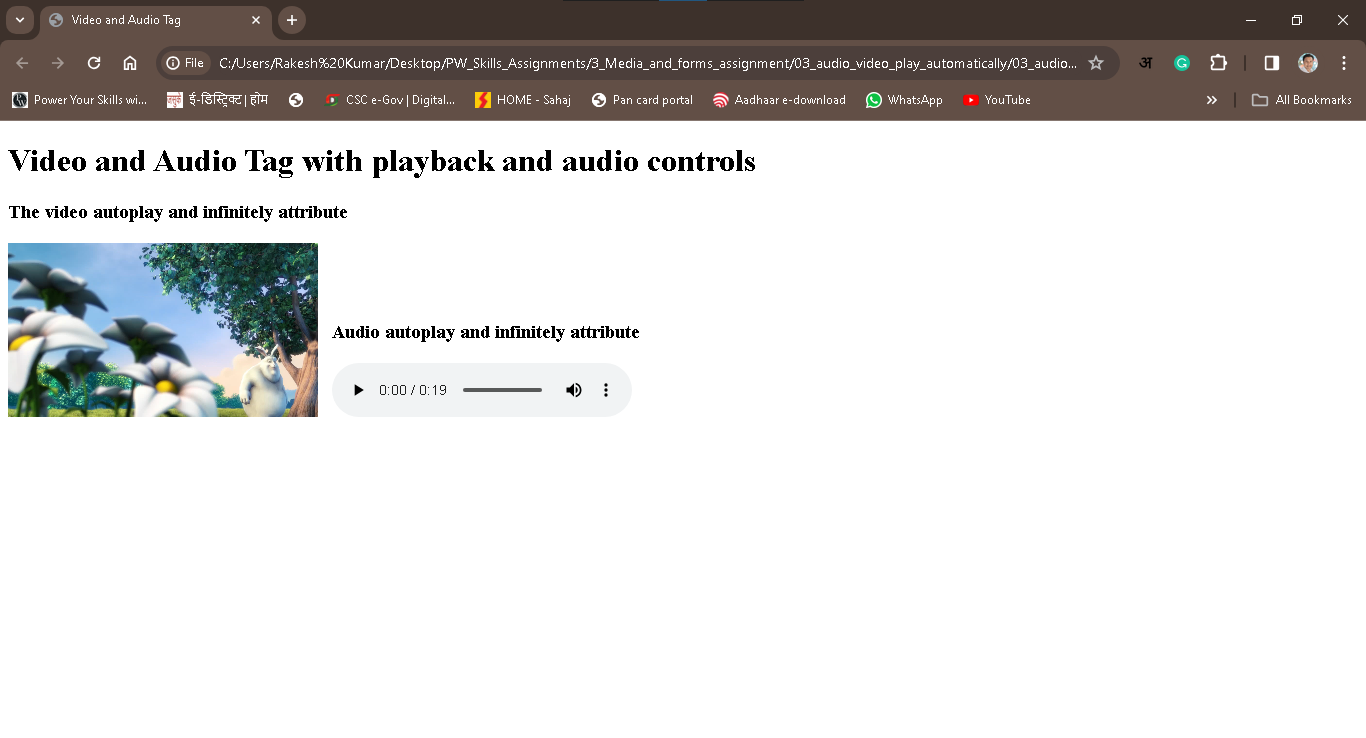 Video and Audio Tag
File C:/Users/Rakesh%20Kumar/Desktop/PW_Skills_Assignments/3_Media_and_forms_assignment/03_audio_video_play_automatically/03_audio... अ G
Power Your Skills wi... ई-डिस्ट्रिक्ट | होम CSC e-Gov | Digital... HOME - Sahaj Pan card portal Aadhaar e-download WhatsApp YouTube » All Bookmarks
Video and Audio Tag with playback and audio controls
The video autoplay and infinitely attribute
Audio autoplay and infinitely attribute
0:00 / 0:19